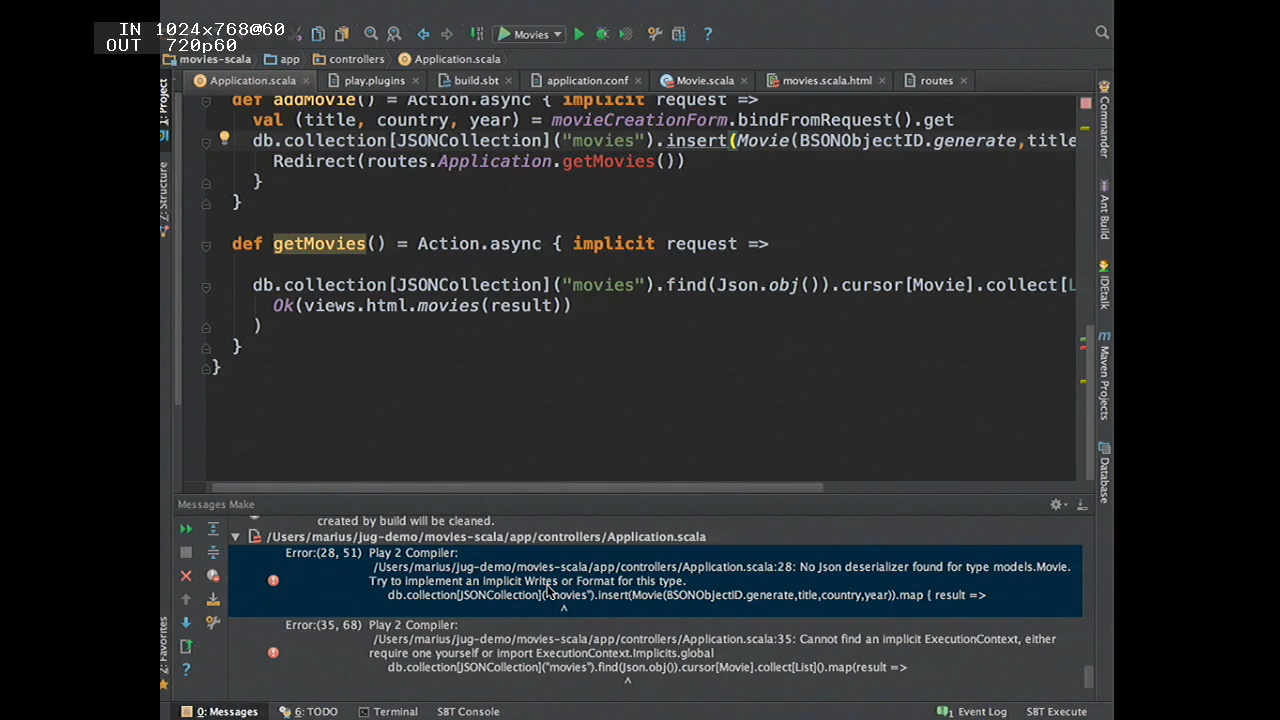 IN 1024x768@60
OUT 720p60
Movies
movies-scala app controllers Application.scala
Application.scala play.plugins build.sbt application.conf Movie.scala movies.scala.html routes
def addMovie() = Action.async { implicit request =>
val (title, country, year) = movieCreationForm.bindFromRequest().get
db.collection[JSONCollection]("movies").insert(Movie(BSONObjectID.generate,title
Redirect(routes.Application.getMovies())
}
}
def getMovies() = Action.async { implicit request =>
db.collection[JSONCollection]("movies").find(Json.obj()).cursor[Movie].collect[L
Ok(views.html.movies(result))
)
}
}
1: Project
Z: Structure
2: Favorites
Commander
Ant Build
IDEtalk
Maven Projects
Database
Messages Make
created by build will be cleaned.
/Users/marius/jug-demo/movies-scala/app/controllers/Application.scala
Error:(28, 51) Play 2 Compiler:
/Users/marius/jug-demo/movies-scala/app/controllers/Application.scala:28: No Json deserializer found for type models.Movie.
Try to implement an implicit Writes or Format for this type.
db.collection[JSONCollection]("movies").insert(Movie(BSONObjectID.generate,title,country,year)).map { result =>
^
Error:(35, 68) Play 2 Compiler:
/Users/marius/jug-demo/movies-scala/app/controllers/Application.scala:35: Cannot find an implicit ExecutionContext, either
require one yourself or import ExecutionContext.Implicits.global
db.collection[JSONCollection]("movies").find(Json.obj()).cursor[Movie].collect[List]().map(result =>
^
0: Messages 6: TODO Terminal SBT Console 1 Event Log SBT Execute